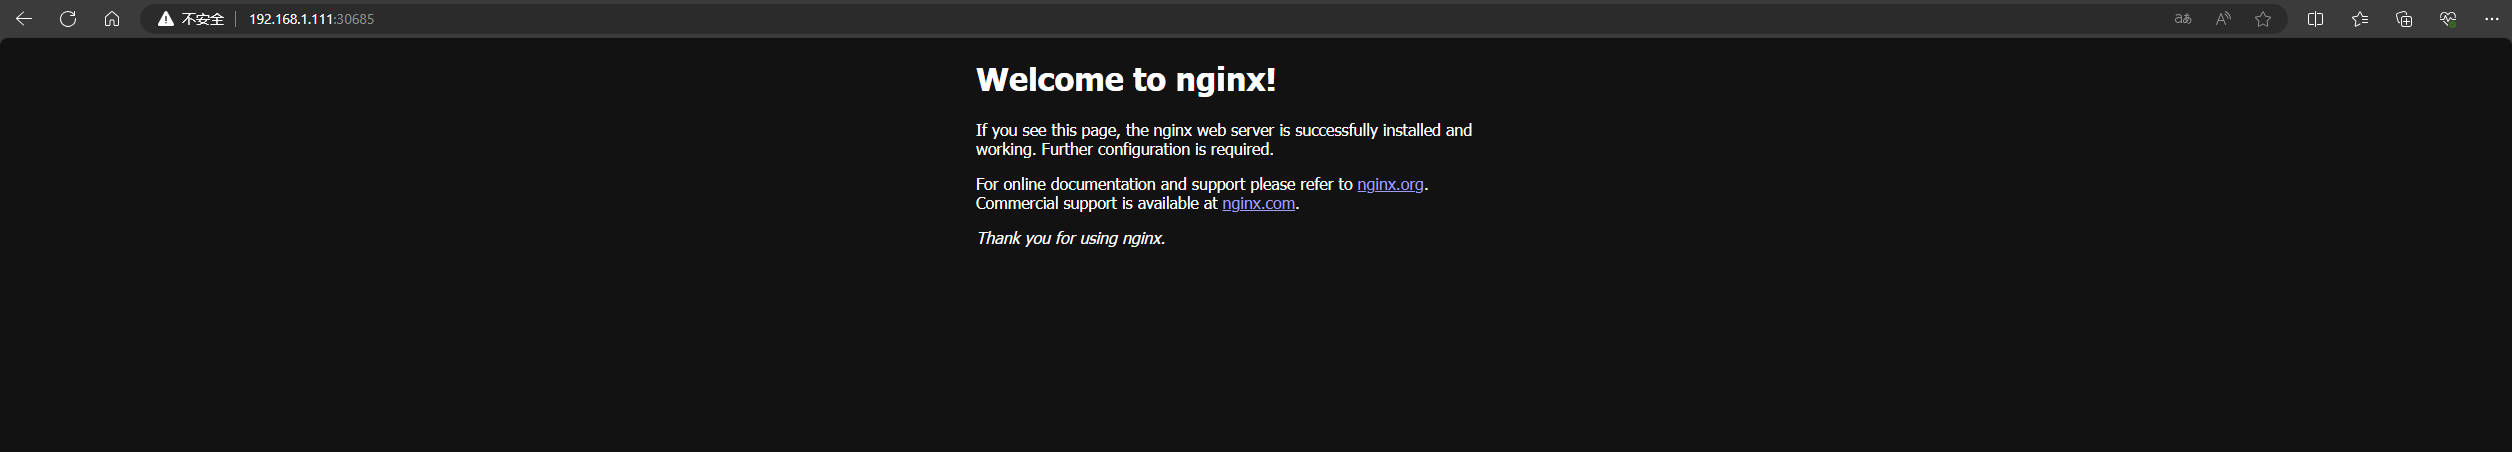 不安全 192.168.1.111:30685
Welcome to nginx!
If you see this page, the nginx web server is successfully installed and
working. Further configuration is required.
For online documentation and support please refer to nginx.org.
Commercial support is available at nginx.com.
Thank you for using nginx.